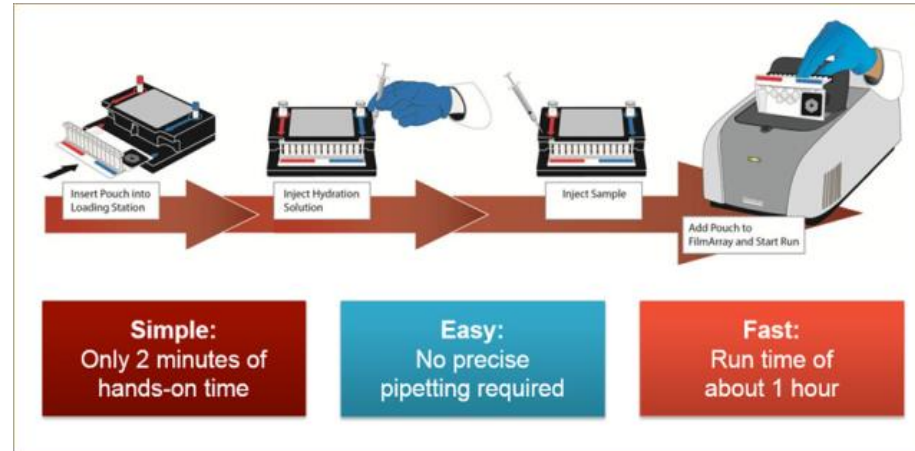 Insert Pouch into
Loading Station
Inject Hydration
Solution
Inject Sample
Add Pouch to
FilmArray and Start Run
Simple:
Only 2 minutes of
hands-on time
Easy:
No precise
pipetting required
Fast:
Run time of
about 1 hour